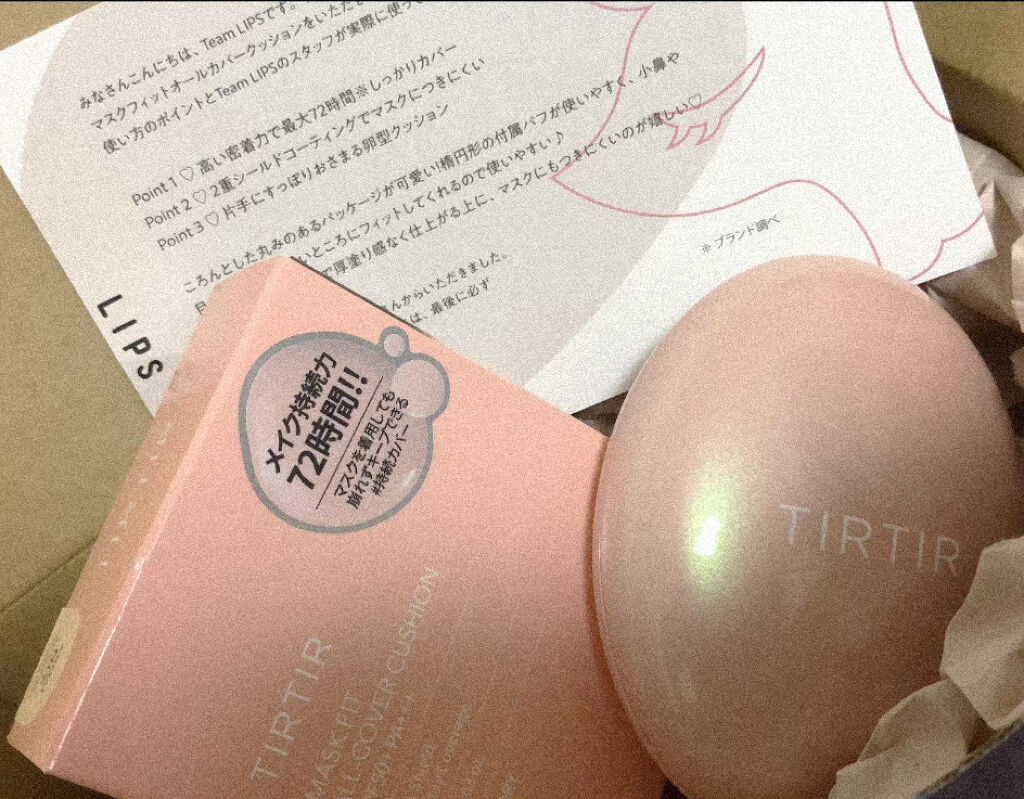 みなさんこんにちは、Team LIPSです。
マスクフィットオールカバークッションをいただき
使い方のポイントとTeam LIPSのスタッフが実際に使って
Point 1 ♡ 高い密着力で最大72時間※しっかりカバー
Point 2 ♡ 2重シールドコーティングでマスクにつきにくい
Point 3 ♡ 片手にすっぽりおさまる卵型クッション
ころんとした丸みのあるパッケージが可愛い!楕円形の付属パフが使いやすく、小鼻や
いところにフィットしてくれるので使いやすい♪
で厚塗り感なく仕上がる上に、マスクにもつきにくいのが嬉しい♡
※ ブランド調べ
さんからいただきました。
は、最後に必ず
LIPS
メイク持続力
72時間!!
マスクを着用しても
崩れずキープできる
#持続カバー
TIRTIR
MASK FIT
ALL-COVER CUSHION
TIRTIR